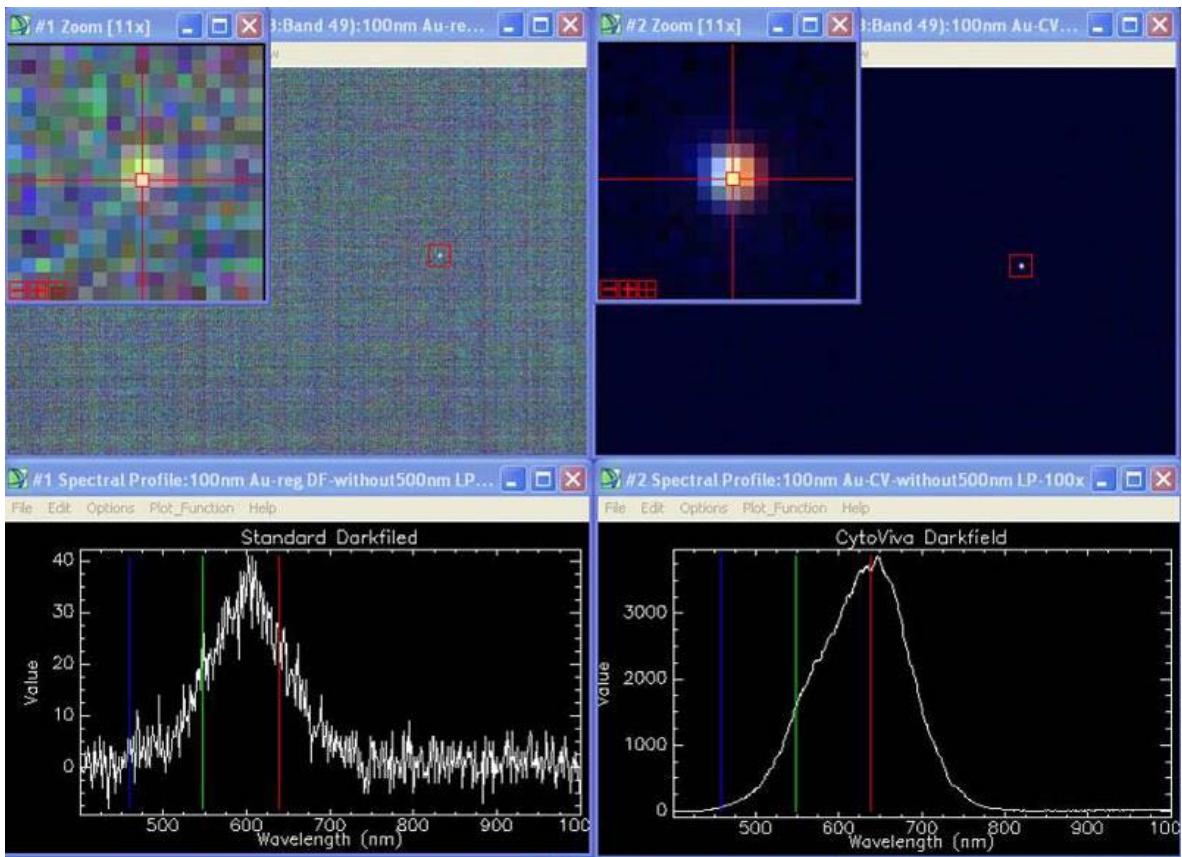 #1 Zoom [11x]
3:Band 49):100nm Au-re...
#2 Zoom [11x]
3:Band 49):100nm Au-CV...
#1 Spectral Profile:100nm Au-reg DF-without500nm LP...
File Edit Options Plot_Function Help
Standard Darkfiled
40
30
20
10
0
Value
500 600 700 800 900 100
Wavelength (nm)
#2 Spectral Profile:100nm Au-CV-without500nm LP-100x
File Edit Options Plot_Function Help
CytoViva Darkfield
3000
2000
1000
0
Value
500 600 700 800 900 100
Wavelength (nm)